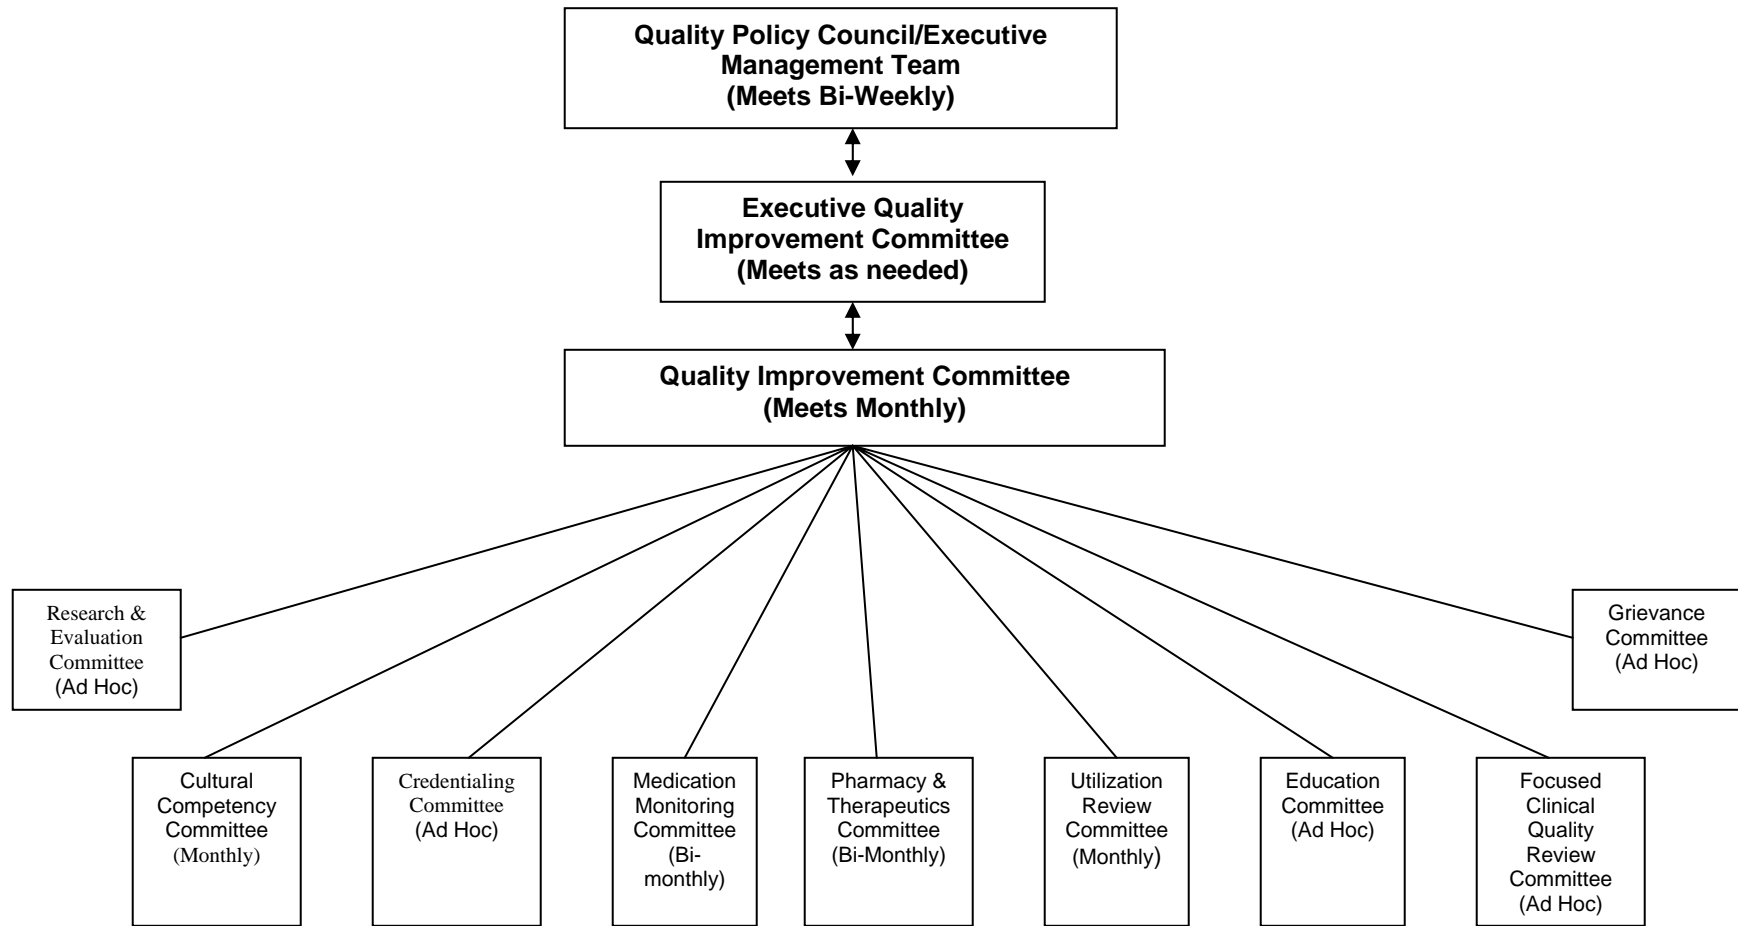 Quality Policy Council/Executive
Management Team
(Meets Bi-Weekly)
Executive Quality
Improvement Committee
(Meets as needed)
Quality Improvement Committee
(Meets Monthly)
Research &
Evaluation
Committee
(Ad Hoc)
Grievance
Committee
(Ad Hoc)
Cultural
Competency
Committee
(Monthly)
Credentialing
Committee
(Ad Hoc)
Medication
Monitoring
Committee
(Bi-
monthly)
Pharmacy &
Therapeutics
Committee
(Bi-Monthly)
Utilization
Review
Committee
(Monthly)
Education
Committee
(Ad Hoc)
Focused
Clinical
Quality
Review
Committee
(Ad Hoc)